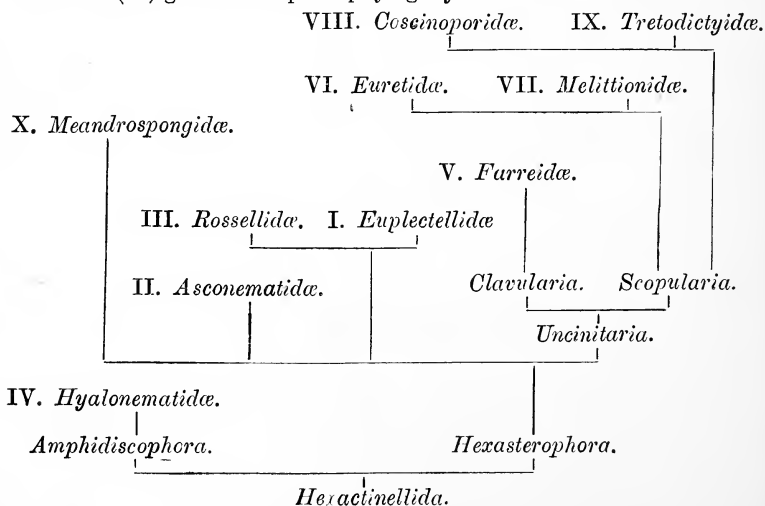 VIII. Coscinoporidæ. IX. Tretodictyidæ.
VI. Euretidæ. VII. Melittionidæ.
X. Meandrospongidæ.
V. Farreidæ.
III. Rossellidæ. I. Euplectellidæ
II. Asconematidæ. Clavularia. Scopularia.
Uncinitaria.
IV. Hyalonematidæ.
Amphidiscophora. Hexasterophora.
Hexactinellida.